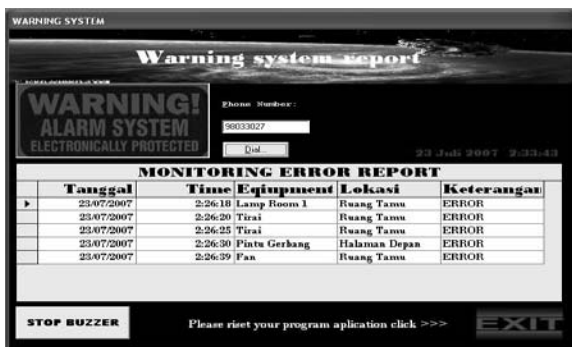 WARNING SYSTEM
Warning system report
WARNING!
ALARM SYSTEM
ELECTRONICALLY PROTECTED
Phone Number:
98033027
Dial...
23 Juli 2007 2:33:43
MONITORING ERROR REPORT
Tanggal Time Eqiupment Lokasi Keterangan
23/07/2007 2:26:18 Lamp Room 1 Ruang Tamu ERROR
23/07/2007 2:26:20 Tirai Ruang Tamu ERROR
23/07/2007 2:26:25 Tirai Ruang Tamu ERROR
23/07/2007 2:26:30 Pintu Gerbang Halaman Depan ERROR
23/07/2007 2:26:39 Fan Ruang Tamu ERROR
STOP BUZZER
Please riset your program aplication click >>>
EXIT